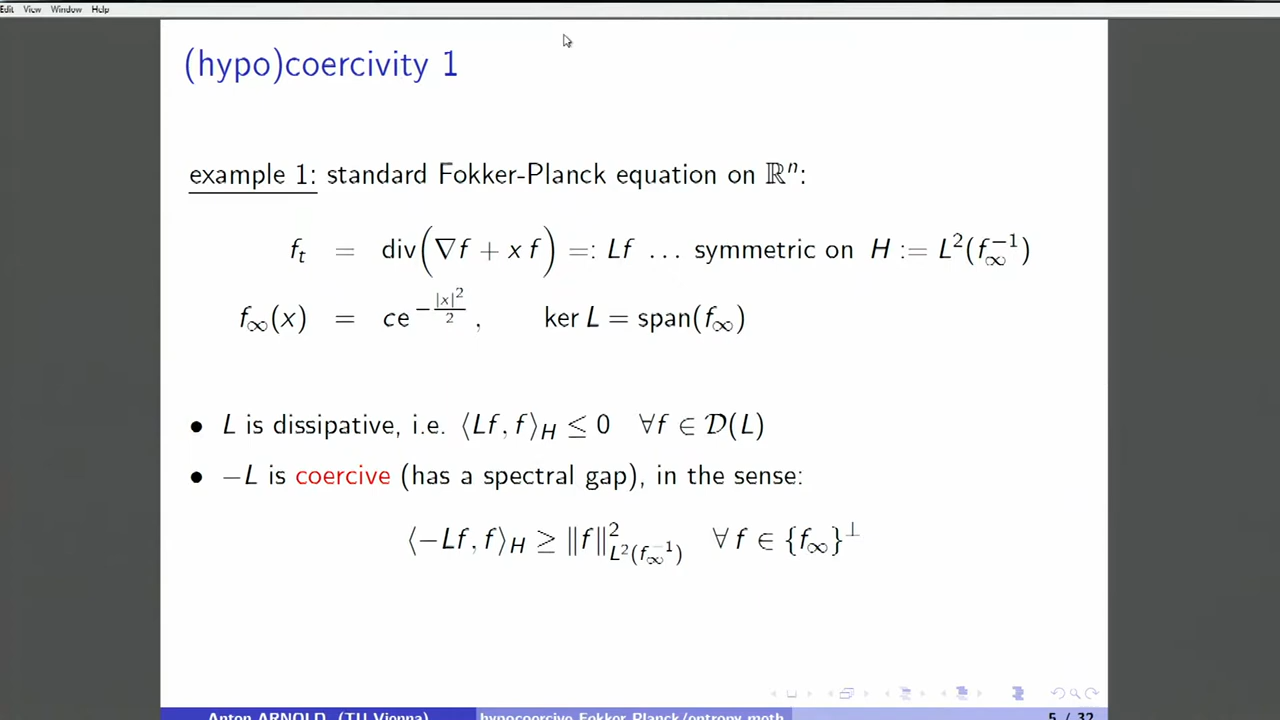 Edit View Window Help
(hypo)coercivity 1
example 1: standard Fokker-Planck equation on ℝⁿ:
f_t = div(∇f + x f) =: Lf … symmetric on H := L²(f_∞⁻¹)
f_∞(x) = ce^{-|x|²/2}, ker L = span(f_∞)
• L is dissipative, i.e. ⟨Lf, f⟩_H ≤ 0 ∀f ∈ 𝒟(L)
• −L is coercive (has a spectral gap), in the sense:
⟨−Lf, f⟩_H ≥ ‖f‖²_{L²(f_∞⁻¹)} ∀ f ∈ {f_∞}^⊥
Anton ARNOLD (TU Vienna) hypocoercive Fokker Planck/entropy meth 5 / 32